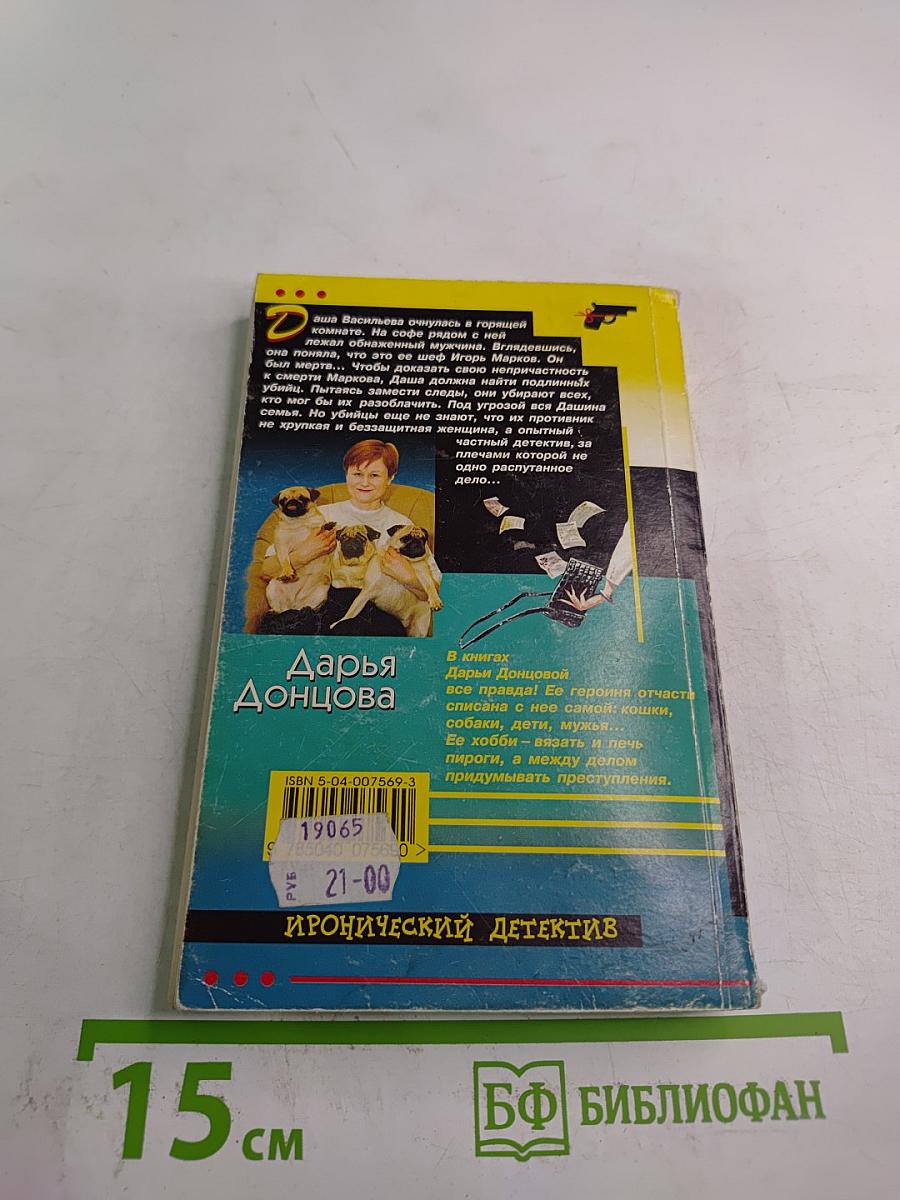 Даша Васильева очнулась в горящей
комнате. На софе рядом с ней
лежал обнаженный мужчина. Вглядевшись,
она поняла, что это ее шеф Игорь Марков. Он
был мертв... Чтобы доказать свою непричастность
к смерти Маркова, Даша должна найти подлинных
убийц. Пытаясь замести следы, они убирают всех,
кто мог бы их разоблачить. Под угрозой вся Дашина
семья. Но убийцы еще не знают, что их противник
не хрупкая и беззащитная женщина, а опытный
частный детектив, за
плечами которой не
одно распутанное
дело...
Дарья
Донцова
В книгах
Дарьи Донцовой
все правда! Ее героиня отчасти
списана с нее самой: кошки,
собаки, дети, мужья...
Ее хобби – вязать и печь
пироги, а между делом
придумывать преступления.
ISBN 5-04-007569-3
19065
РУБ 21-00
ИРОНИЧЕСКИЙ ДЕТЕКТИВ
15 см
БФ БИБЛИОФАН